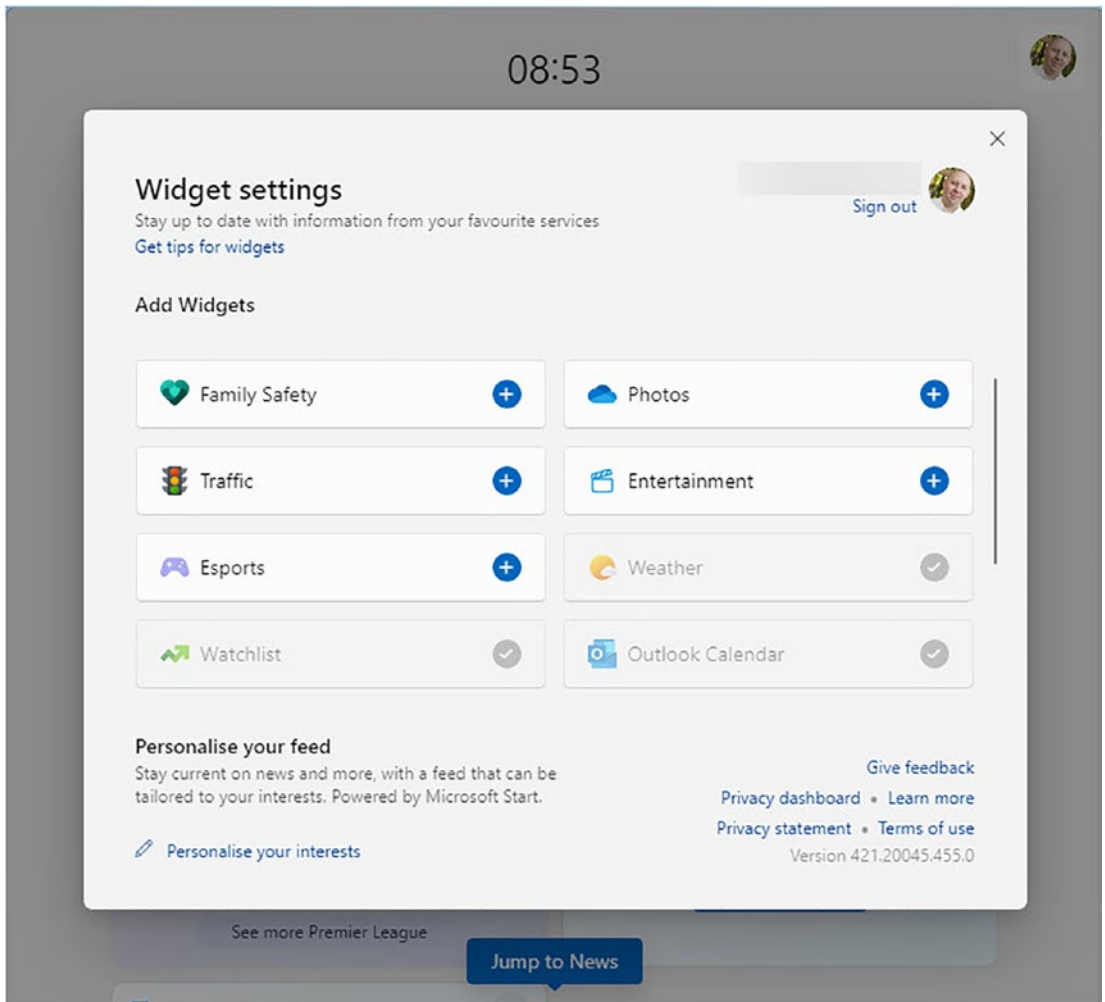 08:53
Widget settings
Stay up to date with information from your favourite services
Get tips for widgets
Sign out
Add Widgets
Family Safety
Photos
Traffic
Entertainment
Esports
Weather
Watchlist
Outlook Calendar
Personalise your feed
Stay current on news and more, with a feed that can be
tailored to your interests. Powered by Microsoft Start.
Personalise your interests
Give feedback
Privacy dashboard • Learn more
Privacy statement • Terms of use
Version 421.20045.455.0
See more Premier League
Jump to News